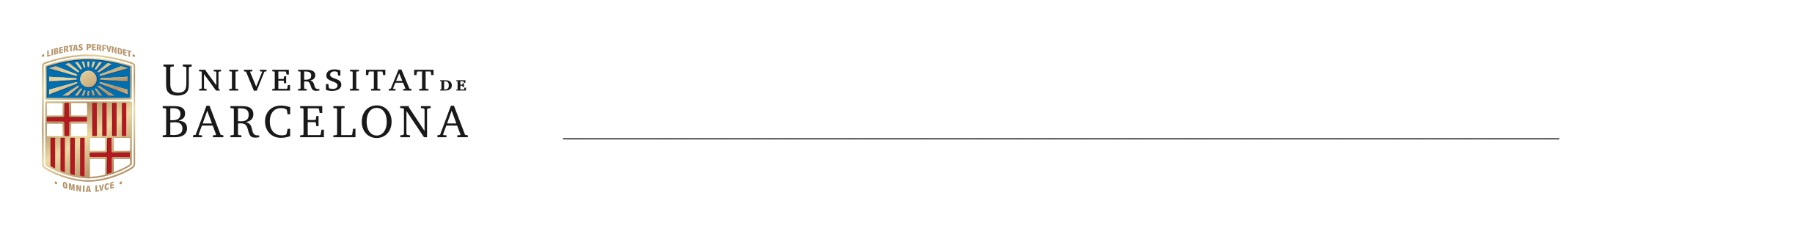 · LIBERTAS PERFVNDET ·
UNIVERSITAT DE
BARCELONA
· OMNIA LVCE ·